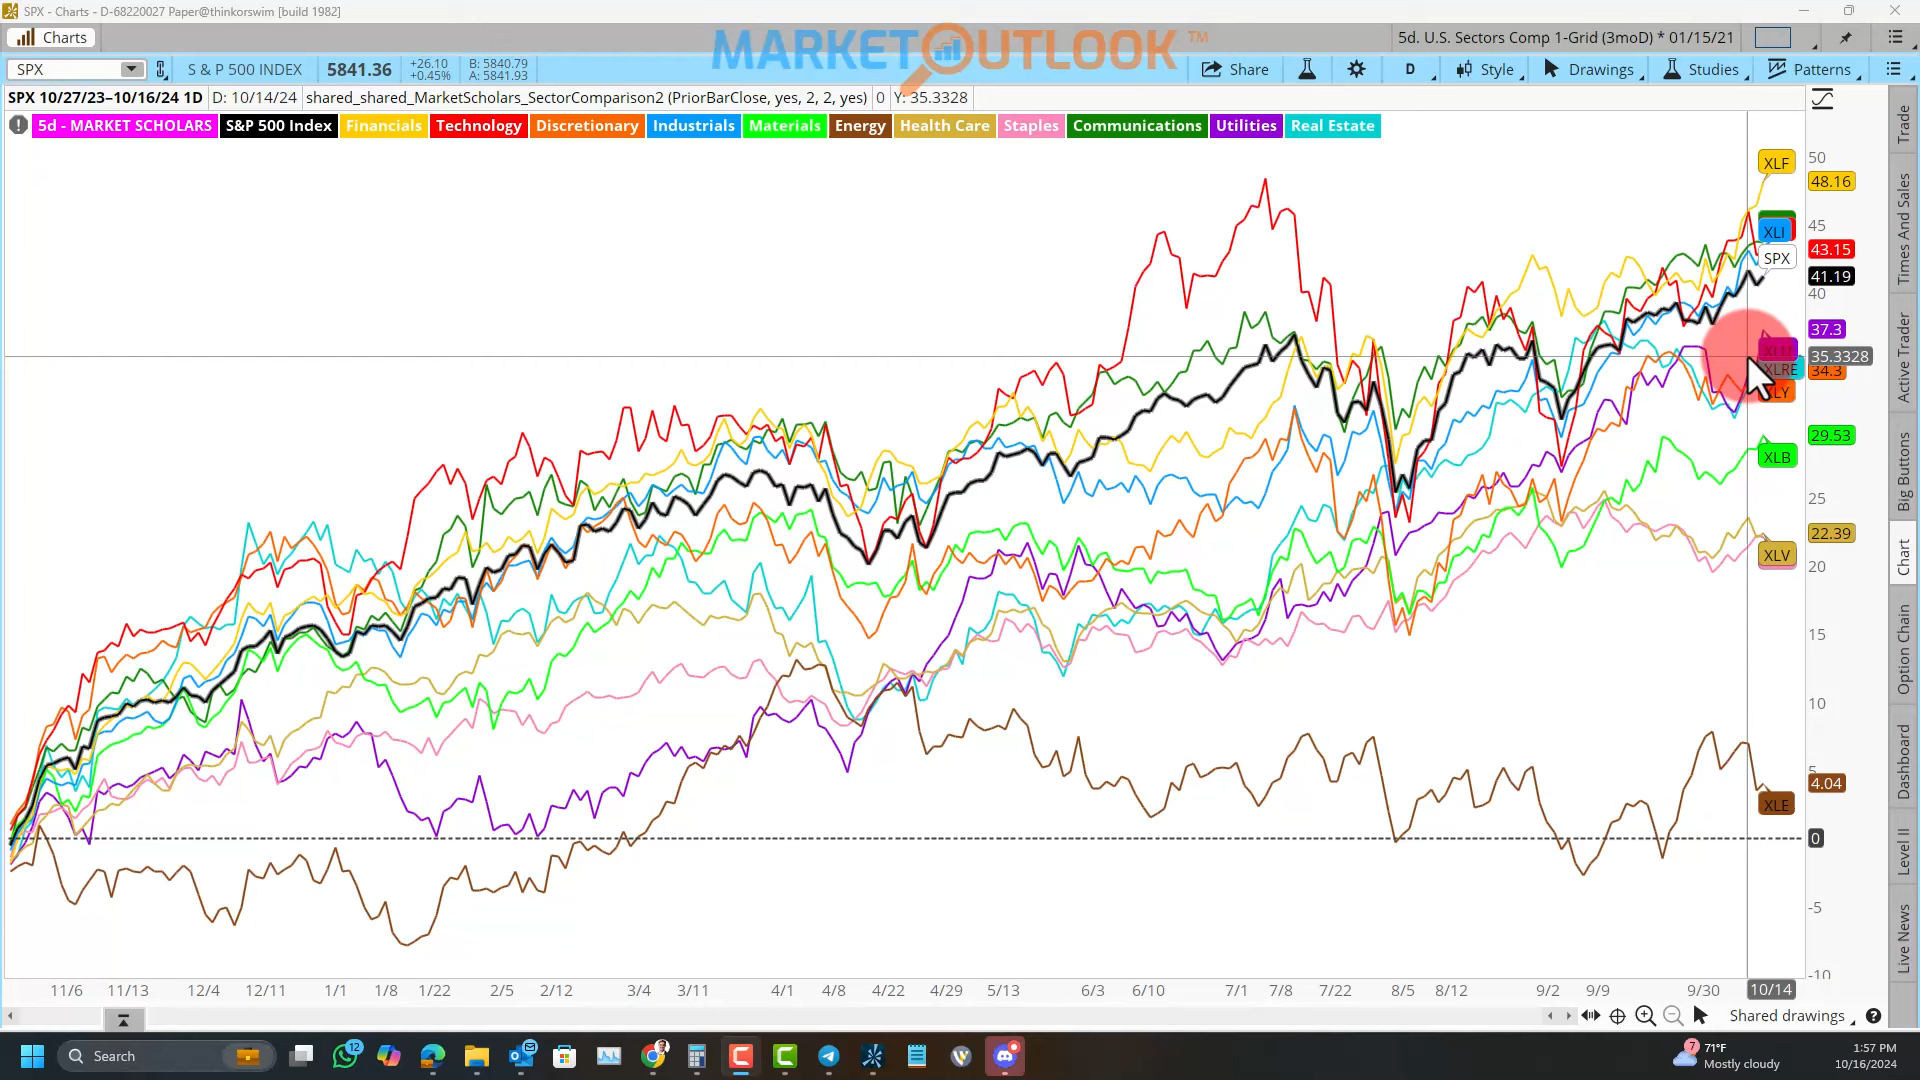 SPX - Charts - D-68220027 Paper@thinkorswim [build 1982]
Charts
MARKET OUTLOOK TM
5d. U.S. Sectors Comp 1-Grid (3moD) * 01/15/21
SPX
S & P 500 INDEX
5841.36
+26.10
+0.45%
B: 5840.79
A: 5841.93
Share
D
Style
Drawings
Studies
Patterns
SPX 10/27/23–10/16/24 1D
D: 10/14/24
shared_shared_MarketScholars_SectorComparison2 (PriorBarClose, yes, 2, 2, yes)
0
Y: 35.3328
5d - MARKET SCHOLARS
S&P 500 Index
Financials
Technology
Discretionary
Industrials
Materials
Energy
Health Care
Staples
Communications
Utilities
Real Estate
XLF
50
48.16
45
XLI
43.15
SPX
41.19
40
37.3
XLU
35.3328
XLRE
34.3
XLY
29.53
XLB
25
22.39
XLV
20
15
10
5
4.04
XLE
0
-5
-10
11/6
11/13
12/4
12/11
1/1
1/8
1/22
2/5
2/12
3/4
3/11
4/1
4/8
4/22
4/29
5/13
6/3
6/10
7/1
7/8
7/22
8/5
8/12
9/2
9/9
9/30
10/14
Trade
Times And Sales
Active Trader
Big Buttons
Chart
Option Chain
Dashboard
Level II
Live News
Shared drawings
Search
12
7
71°F
Mostly cloudy
1:57 PM
10/16/2024